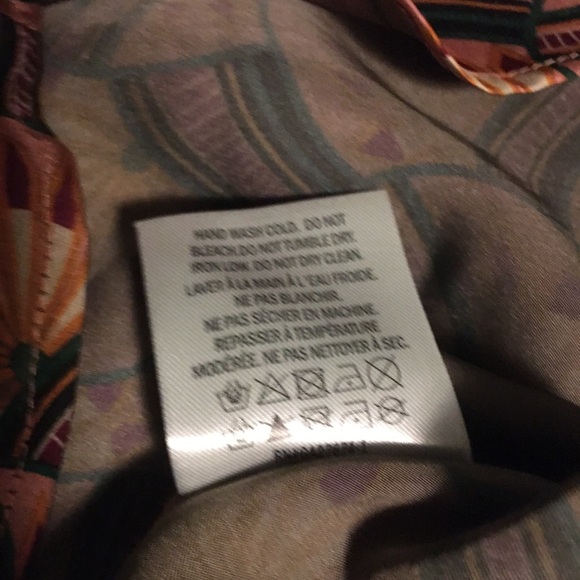 HAND WASH COLD. DO NOT
BLEACH.DO NOT TUMBLE DRY.
IRON LOW. DO NOT DRY CLEAN.
LAVER À LA MAIN À L'EAU FROIDE.
NE PAS BLANCHIR.
NE PAS SÉCHER EN MACHINE.
REPASSER À TEMPÉRATURE
MODÉRÉE. NE PAS NETTOYER À SEC.